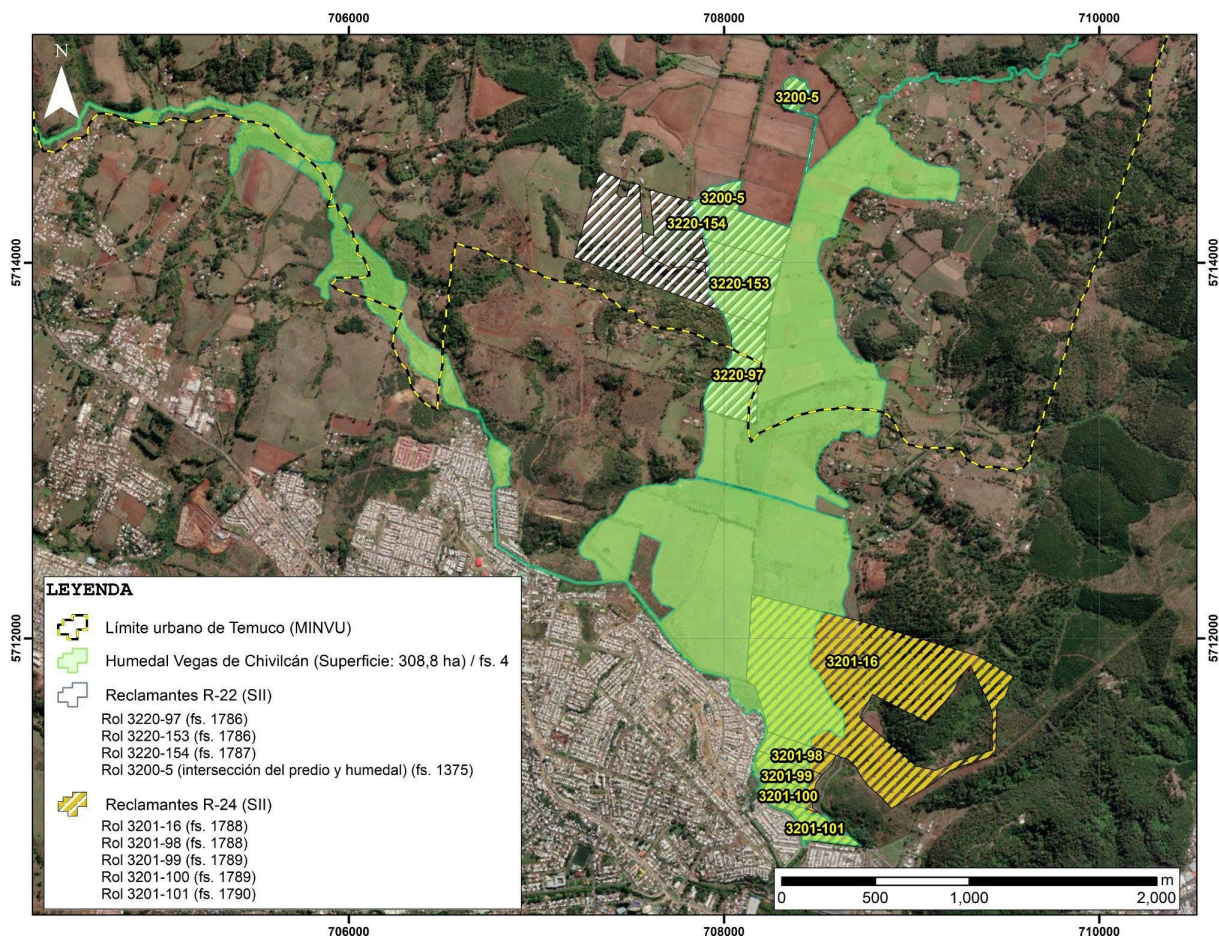 706000
708000
710000
N
3200-5
3200-5
3220-154
5714000
5714000
3220-153
3220-97
5712000
5712000
3201-16
3201-98
3201-99
3201-100
3201-101
LEYENDA
Límite urbano de Temuco (MINVU)
Humedal Vegas de Chivilcán (Superficie: 308,8 ha) / fs. 4
Reclamantes R-22 (SII)
Rol 3220-97 (fs. 1786)
Rol 3220-153 (fs. 1786)
Rol 3220-154 (fs. 1787)
Rol 3200-5 (intersección del predio y humedal) (fs. 1375)
Reclamantes R-24 (SII)
Rol 3201-16 (fs. 1788)
Rol 3201-98 (fs. 1788)
Rol 3201-99 (fs. 1789)
Rol 3201-100 (fs. 1789)
Rol 3201-101 (fs. 1790)
m
0 500 1,000 2,000
706000
708000
710000